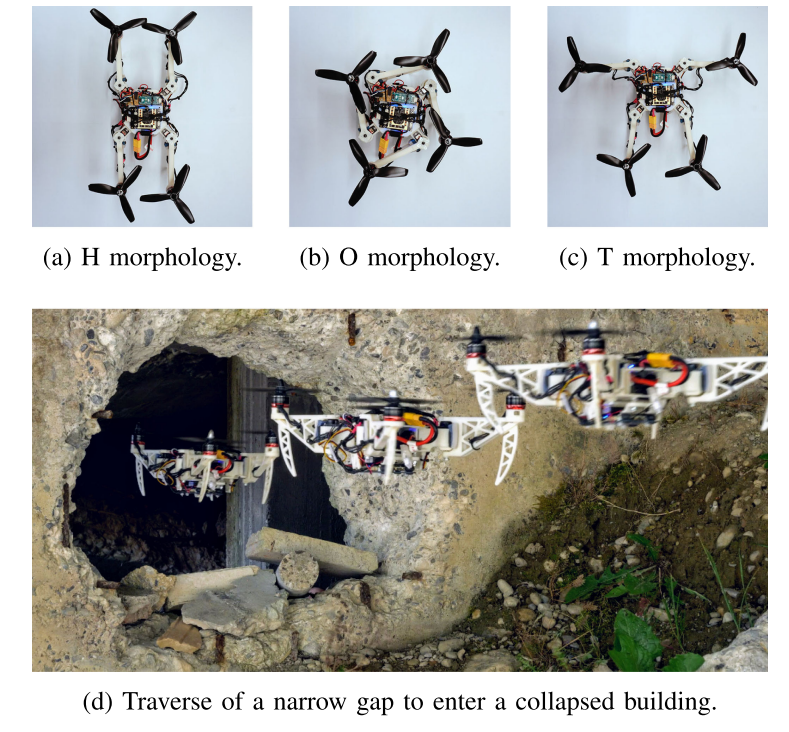 (a) H morphology.
(b) O morphology.
(c) T morphology.
(d) Traverse of a narrow gap to enter a collapsed building.